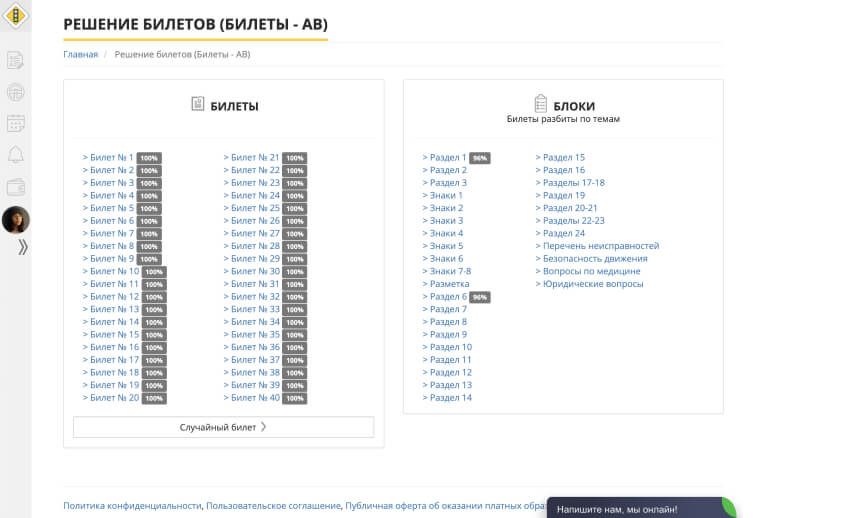 РЕШЕНИЕ БИЛЕТОВ (БИЛЕТЫ - АВ)
Главная / Решение билетов (Билеты - АВ)
БИЛЕТЫ
> Билет № 1 100%
> Билет № 2 100%
> Билет № 3 100%
> Билет № 4 100%
> Билет № 5 100%
> Билет № 6 100%
> Билет № 7 100%
> Билет № 8 100%
> Билет № 9 100%
> Билет № 10 100%
> Билет № 11 100%
> Билет № 12 100%
> Билет № 13 100%
> Билет № 14 100%
> Билет № 15 100%
> Билет № 16 100%
> Билет № 17 100%
> Билет № 18 100%
> Билет № 19 100%
> Билет № 20 100%
> Билет № 21 100%
> Билет № 22 100%
> Билет № 23 100%
> Билет № 24 100%
> Билет № 25 100%
> Билет № 26 100%
> Билет № 27 100%
> Билет № 28 100%
> Билет № 29 100%
> Билет № 30 100%
> Билет № 31 100%
> Билет № 32 100%
> Билет № 33 100%
> Билет № 34 100%
> Билет № 35 100%
> Билет № 36 100%
> Билет № 37 100%
> Билет № 38 100%
> Билет № 39 100%
> Билет № 40 100%
Случайный билет
БЛОКИ
Билеты разбиты по темам
> Раздел 1 96%
> Раздел 2
> Раздел 3
> Знаки 1
> Знаки 2
> Знаки 3
> Знаки 4
> Знаки 5
> Знаки 6
> Знаки 7-8
> Разметка
> Раздел 6 96%
> Раздел 7
> Раздел 8
> Раздел 9
> Раздел 10
> Раздел 11
> Раздел 12
> Раздел 13
> Раздел 14
> Раздел 15
> Раздел 16
> Разделы 17-18
> Раздел 19
> Раздел 20-21
> Разделы 22-23
> Раздел 24
> Перечень неисправностей
> Безопасность движения
> Вопросы по медицине
> Юридические вопросы
Политика конфиденциальности, Пользовательское соглашение, Публичная оферта об оказании платных обра
Напишите нам, мы онлайн!